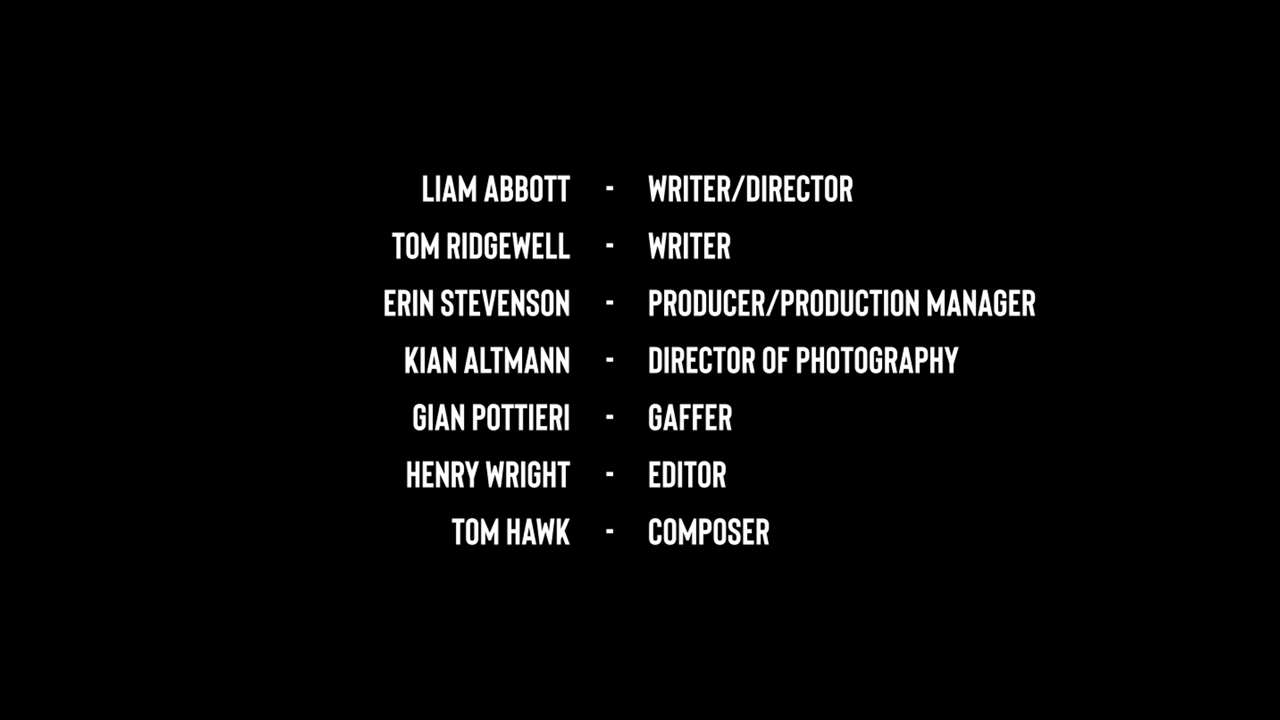 LIAM ABBOTT - WRITER/DIRECTOR
TOM RIDGEWELL - WRITER
ERIN STEVENSON - PRODUCER/PRODUCTION MANAGER
KIAN ALTMANN - DIRECTOR OF PHOTOGRAPHY
GIAN POTTIERI - GAFFER
HENRY WRIGHT - EDITOR
TOM HAWK - COMPOSER